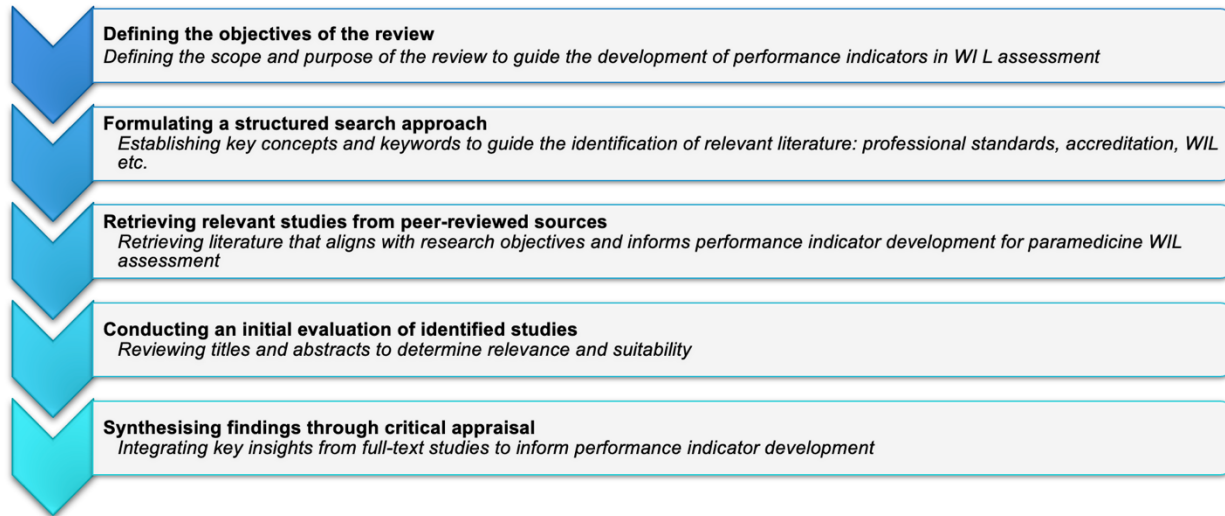 Defining the objectives of the review
Defining the scope and purpose of the review to guide the development of performance indicators in WI L assessment
Formulating a structured search approach
Establishing key concepts and keywords to guide the identification of relevant literature: professional standards, accreditation, WIL
etc.
Retrieving relevant studies from peer-reviewed sources
Retrieving literature that aligns with research objectives and informs performance indicator development for paramedicine WIL
assessment
Conducting an initial evaluation of identified studies
Reviewing titles and abstracts to determine relevance and suitability
Synthesising findings through critical appraisal
Integrating key insights from full-text studies to inform performance indicator development